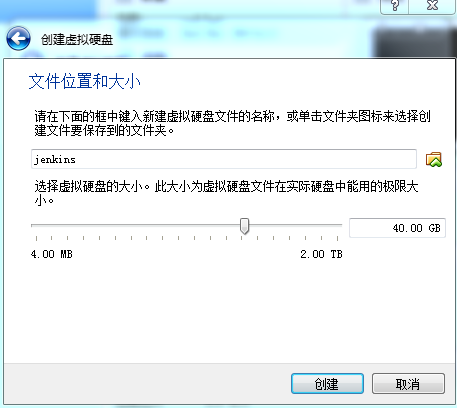 创建虚拟硬盘
文件位置和大小
请在下面的框中键入新建虚拟硬盘文件的名称，或单击文件夹图标来选择创
建文件要保存到的文件夹。
jenkins
选择虚拟硬盘的大小。此大小为虚拟硬盘文件在实际硬盘中能用的极限大
小。
40.00 GB
4.00 MB
2.00 TB
创建
取消